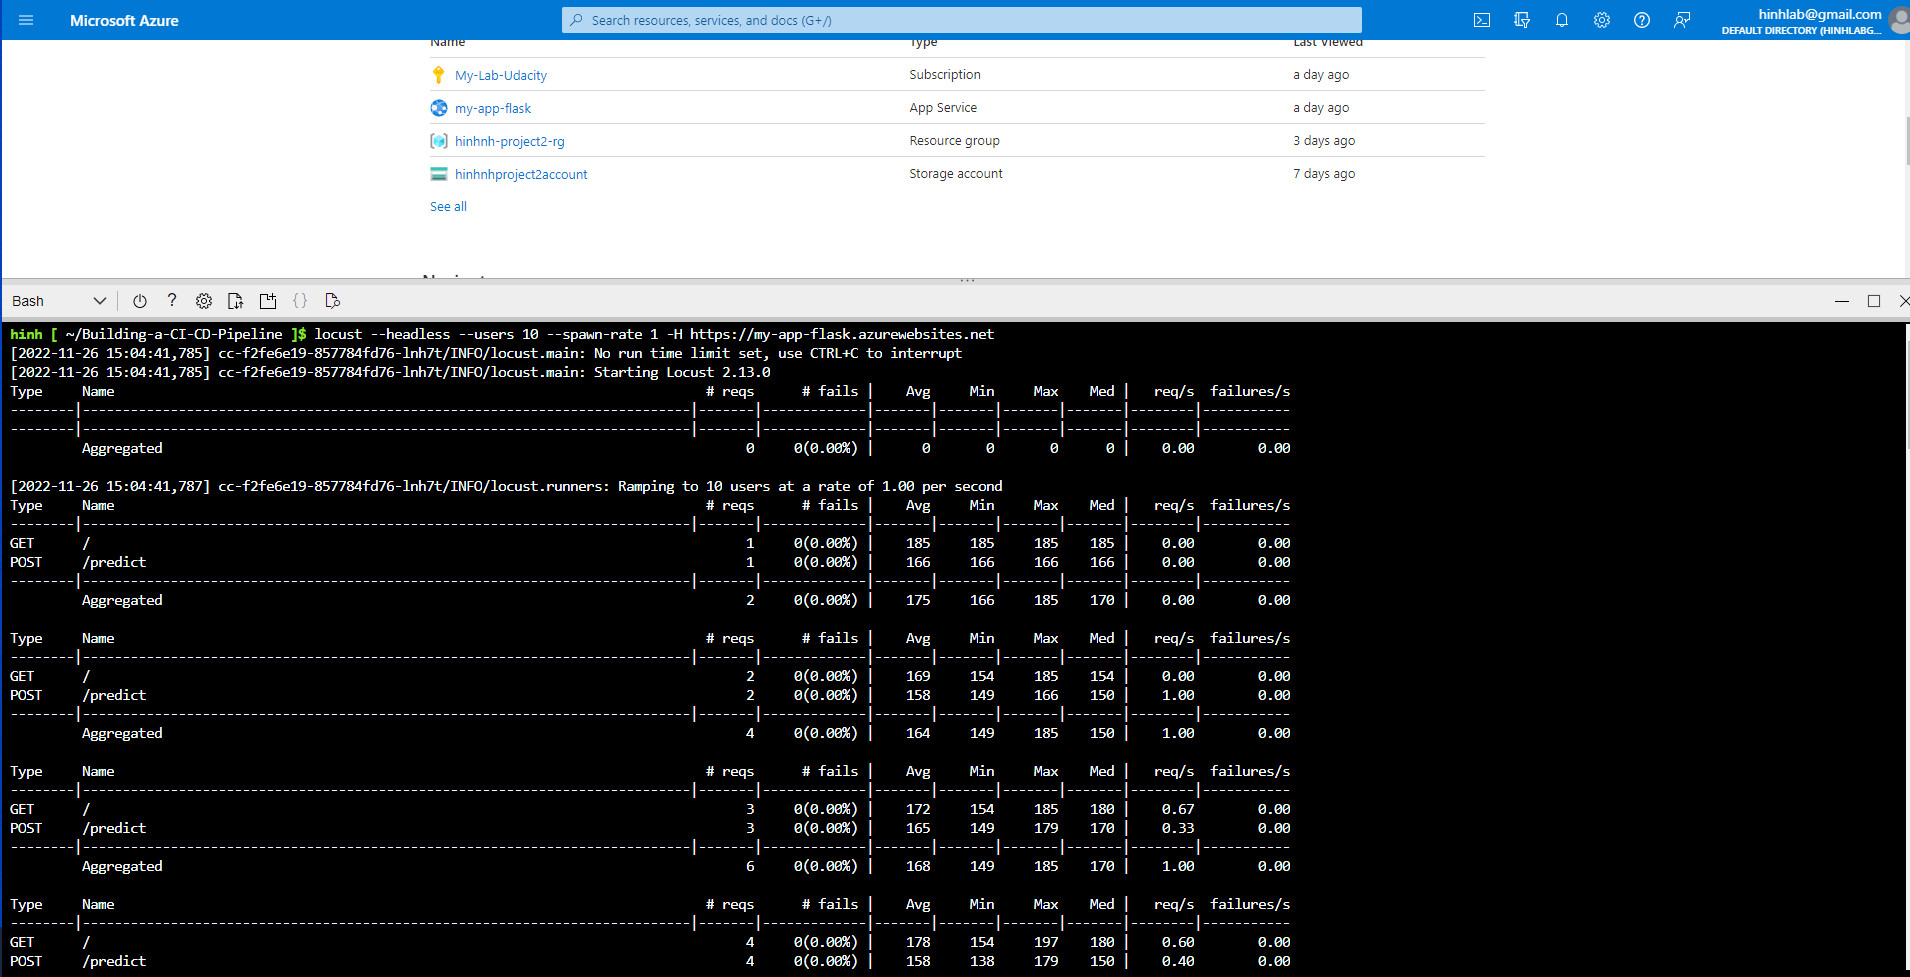 Microsoft Azure
Search resources, services, and docs (G+/)
hinhlab@gmail.com
DEFAULT DIRECTORY (HINHLABG...
Name Type Last Viewed
My-Lab-Udacity Subscription a day ago
my-app-flask App Service a day ago
hinhnh-project2-rg Resource group 3 days ago
hinhnhproject2account Storage account 7 days ago
See all
Bash
hinh [ ~/Building-a-CI-CD-Pipeline ]$ locust --headless --users 10 --spawn-rate 1 -H https://my-app-flask.azurewebsites.net
[2022-11-26 15:04:41,785] cc-f2fe6e19-857784fd76-lnh7t/INFO/locust.main: No run time limit set, use CTRL+C to interrupt
[2022-11-26 15:04:41,785] cc-f2fe6e19-857784fd76-lnh7t/INFO/locust.main: Starting Locust 2.13.0
Type Name # reqs # fails | Avg Min Max Med | req/s failures/s
Aggregated 0 0(0.00%) | 0 0 0 0 | 0.00 0.00
[2022-11-26 15:04:41,787] cc-f2fe6e19-857784fd76-lnh7t/INFO/locust.runners: Ramping to 10 users at a rate of 1.00 per second
Type Name # reqs # fails | Avg Min Max Med | req/s failures/s
GET / 1 0(0.00%) | 185 185 185 185 | 0.00 0.00
POST /predict 1 0(0.00%) | 166 166 166 166 | 0.00 0.00
Aggregated 2 0(0.00%) | 175 166 185 170 | 0.00 0.00
Type Name # reqs # fails | Avg Min Max Med | req/s failures/s
GET / 2 0(0.00%) | 169 154 185 154 | 0.00 0.00
POST /predict 2 0(0.00%) | 158 149 166 150 | 1.00 0.00
Aggregated 4 0(0.00%) | 164 149 185 150 | 1.00 0.00
Type Name # reqs # fails | Avg Min Max Med | req/s failures/s
GET / 3 0(0.00%) | 172 154 185 180 | 0.67 0.00
POST /predict 3 0(0.00%) | 165 149 179 170 | 0.33 0.00
Aggregated 6 0(0.00%) | 168 149 185 170 | 1.00 0.00
Type Name # reqs # fails | Avg Min Max Med | req/s failures/s
GET / 4 0(0.00%) | 178 154 197 180 | 0.60 0.00
POST /predict 4 0(0.00%) | 158 138 179 150 | 0.40 0.00